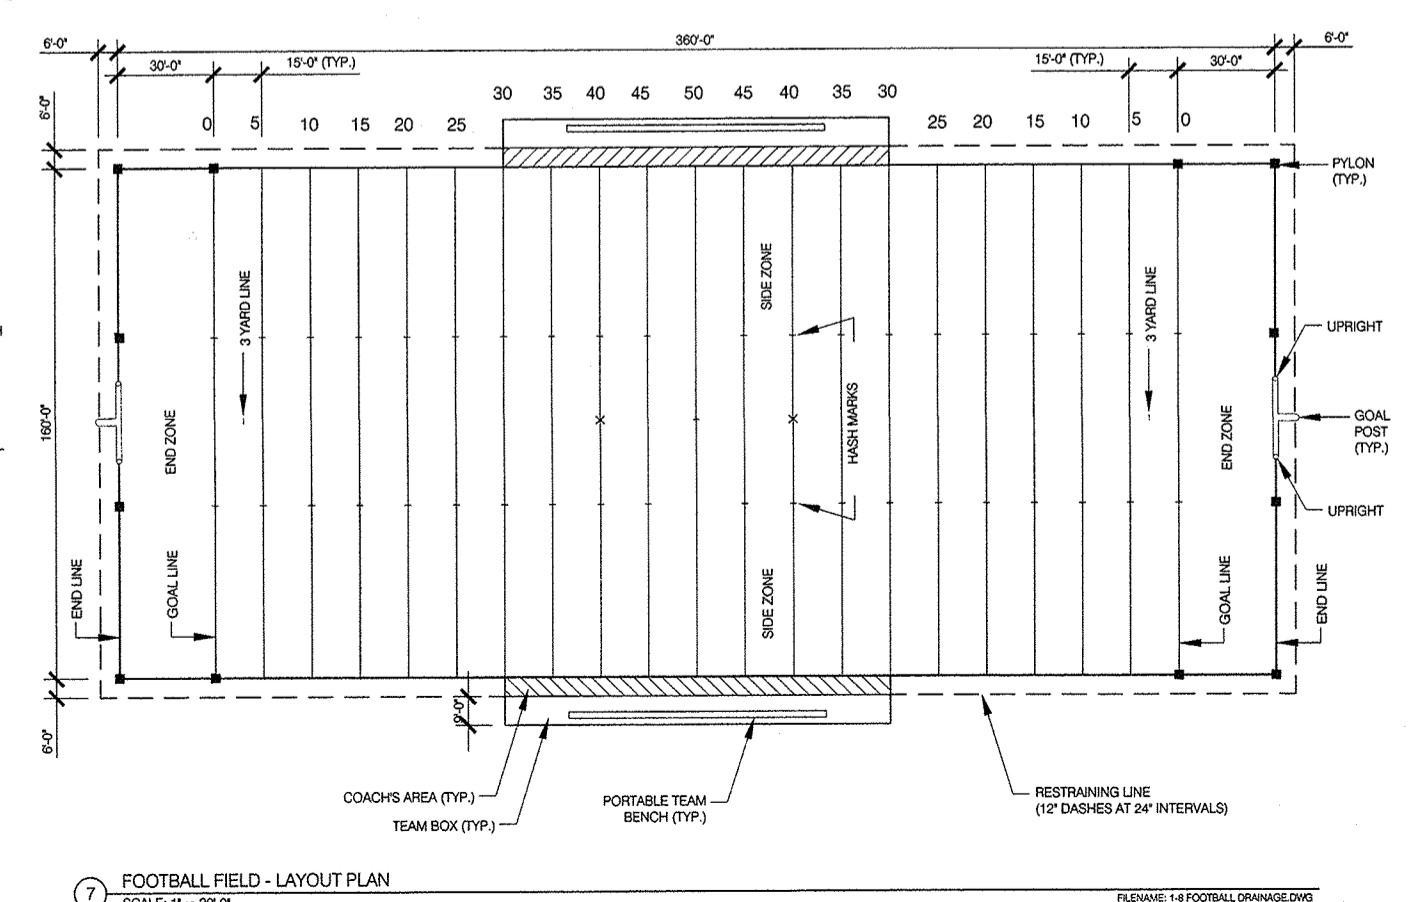 6'-0" 360'-0" 6'-0"
30'-0" 15'-0" (TYP.) 15'-0" (TYP.) 30'-0"
6'-0"
30 35 40 45 50 45 40 35 30
0 5 10 15 20 25 25 20 15 10 5 0
PYLON
(TYP.)
SIDE ZONE
3 YARD LINE
3 YARD LINE
UPRIGHT
HASH MARKS
160'-0"
END ZONE
END ZONE
GOAL
POST
(TYP.)
UPRIGHT
END LINE
GOAL LINE
SIDE ZONE
GOAL LINE
END LINE
9'-0"
6'-0"
COACH'S AREA (TYP.)
TEAM BOX (TYP.)
PORTABLE TEAM
BENCH (TYP.)
RESTRAINING LINE
(12" DASHES AT 24" INTERVALS)
7 FOOTBALL FIELD - LAYOUT PLAN
FILENAME: 1-8 FOOTBALL DRAINAGE.DWG